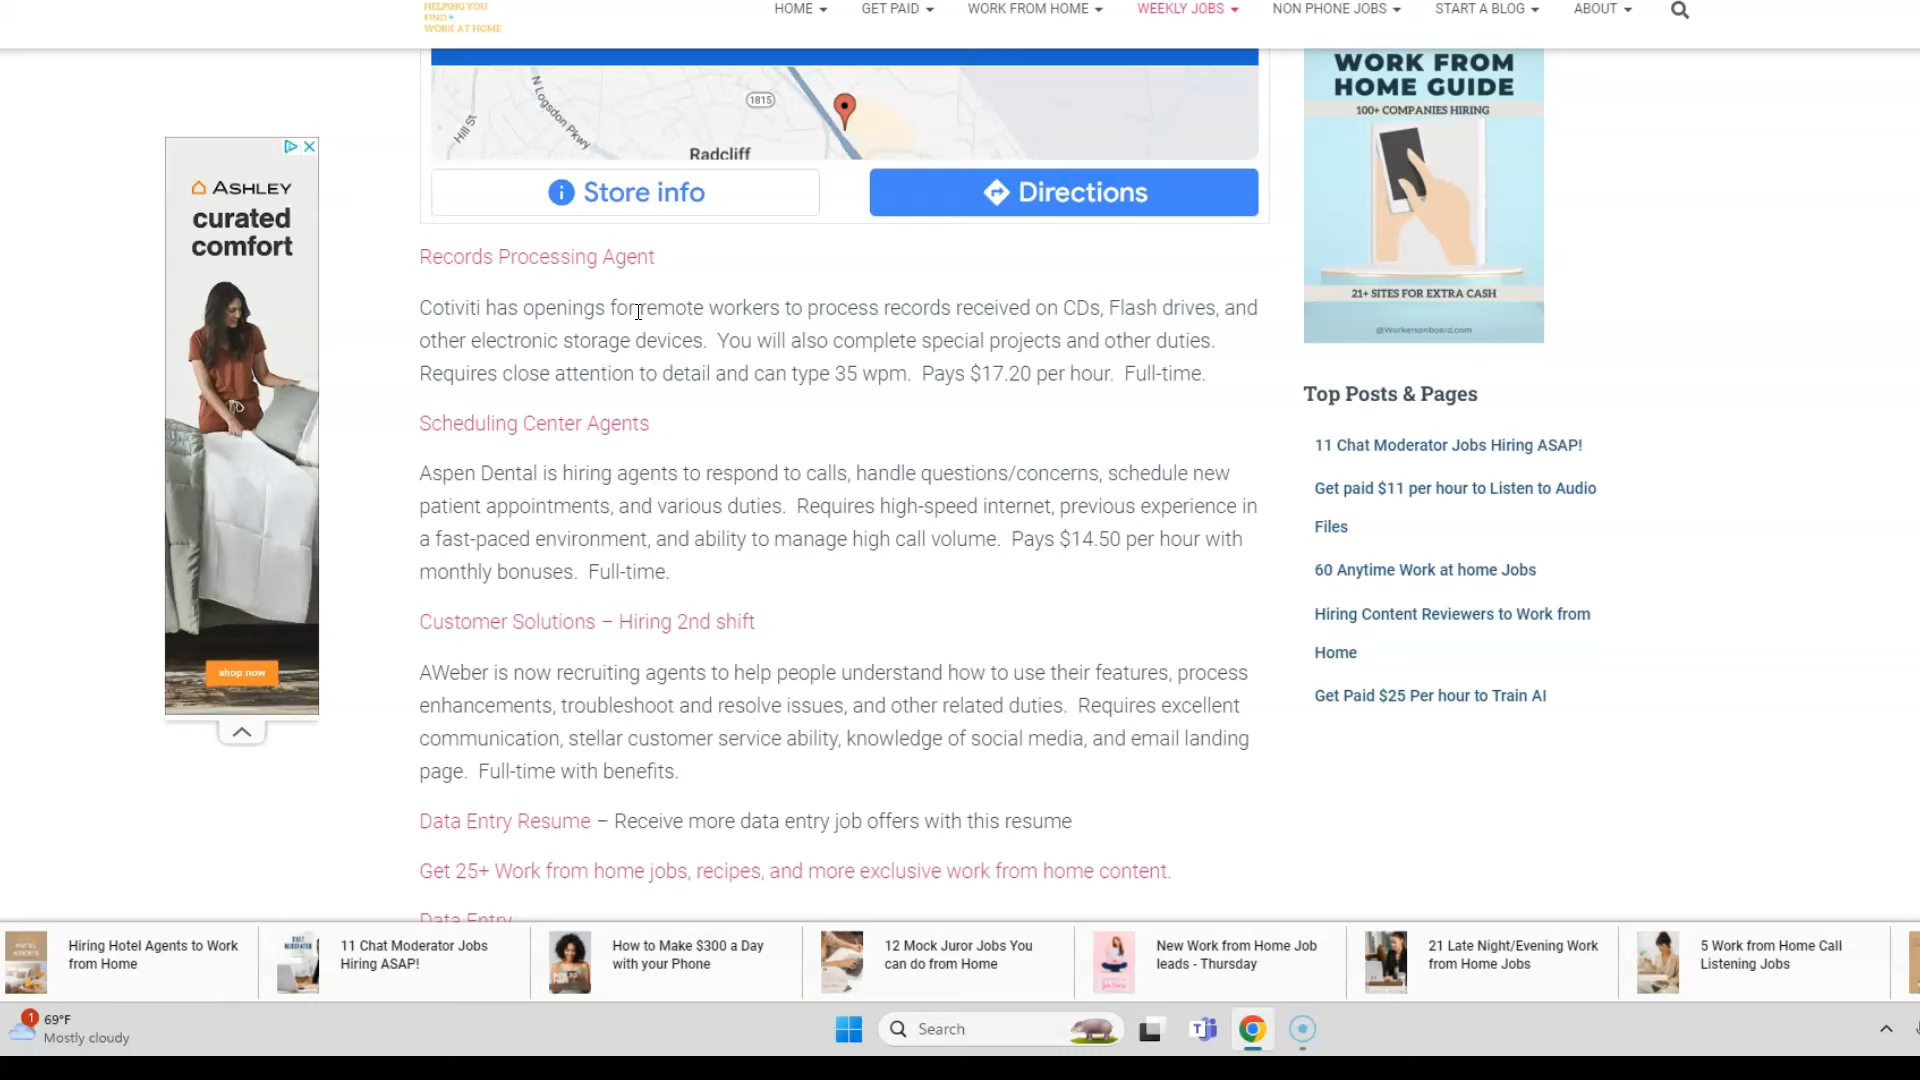 HELPING YOU
FIND
WORK AT HOME
HOME
GET PAID
WORK FROM HOME
WEEKLY JOBS
NON PHONE JOBS
START A BLOG
ABOUT
N Logsdon Pkwy
Hill St
1815
Radcliff
Store info
Directions
ASHLEY
curated
comfort
shop now
Records Processing Agent
Cotiviti has openings for remote workers to process records received on CDs, Flash drives, and
other electronic storage devices. You will also complete special projects and other duties.
Requires close attention to detail and can type 35 wpm. Pays $17.20 per hour. Full-time.
Scheduling Center Agents
Aspen Dental is hiring agents to respond to calls, handle questions/concerns, schedule new
patient appointments, and various duties. Requires high-speed internet, previous experience in
a fast-paced environment, and ability to manage high call volume. Pays $14.50 per hour with
monthly bonuses. Full-time.
Customer Solutions – Hiring 2nd shift
AWeber is now recruiting agents to help people understand how to use their features, process
enhancements, troubleshoot and resolve issues, and other related duties. Requires excellent
communication, stellar customer service ability, knowledge of social media, and email landing
page. Full-time with benefits.
Data Entry Resume – Receive more data entry job offers with this resume
Get 25+ Work from home jobs, recipes, and more exclusive work from home content.
Data Entry
WORK FROM
HOME GUIDE
100+ COMPANIES HIRING
21+ SITES FOR EXTRA CASH
@Workersonboard.com
Top Posts & Pages
11 Chat Moderator Jobs Hiring ASAP!
Get paid $11 per hour to Listen to Audio
Files
60 Anytime Work at home Jobs
Hiring Content Reviewers to Work from
Home
Get Paid $25 Per hour to Train AI
Hiring Hotel Agents to Work
from Home
11 Chat Moderator Jobs
Hiring ASAP!
How to Make $300 a Day
with your Phone
12 Mock Juror Jobs You
can do from Home
New Work from Home Job
leads - Thursday
21 Late Night/Evening Work
from Home Jobs
5 Work from Home Call
Listening Jobs
1
69°F
Mostly cloudy
Search